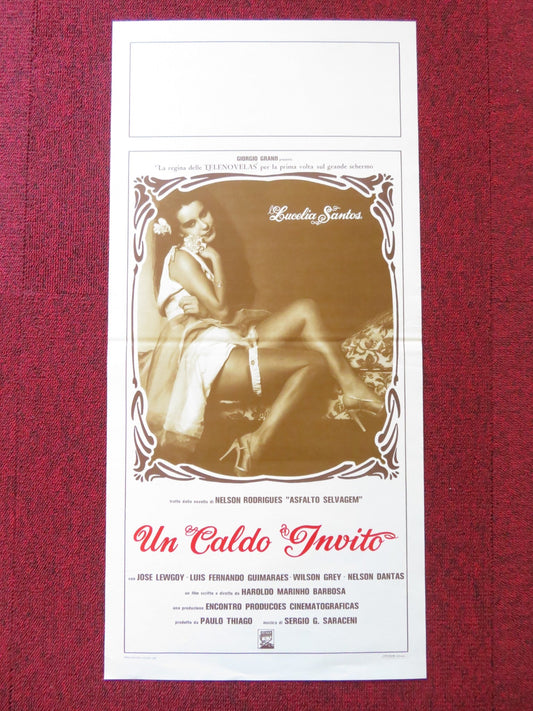 GIORGIO GRAND presenta
"La regina delle TELENOVELAS" per la prima volta sul grande schermo
Lucelia Santos
tratto dalla novella di NELSON RODRIGUES "ASFALTO SELVAGEM"
Un Caldo Invito
con JOSE LEWGOY - LUIS FERNANDO GUIMARAES - WILSON GREY - NELSON DANTAS
un film scritto e diretto da HAROLDO MARINHO BARBOSA
una produzione ENCONTRO PRODUCOES CINEMATOGRAFICAS
prodotto da PAULO THIAGO musica di SERGIO G. SARACENI